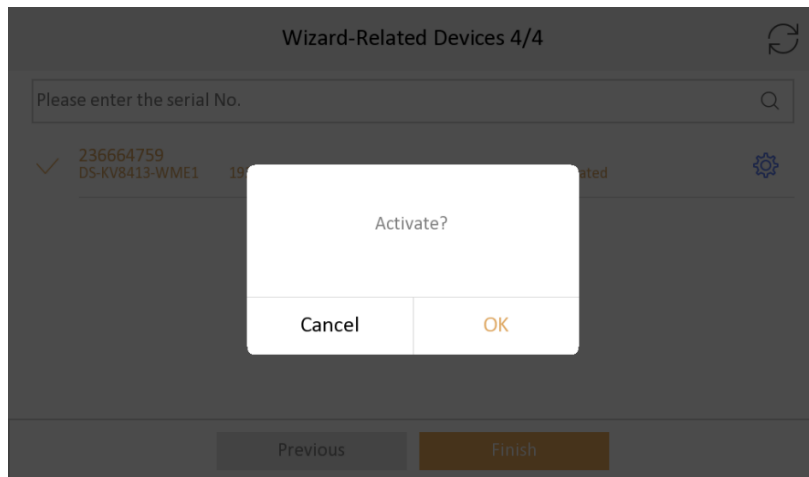 Wizard-Related Devices 4/4
Please enter the serial No.
236664759
DS-KV8413-WME1
Activate?
Cancel
OK
Previous
Finish